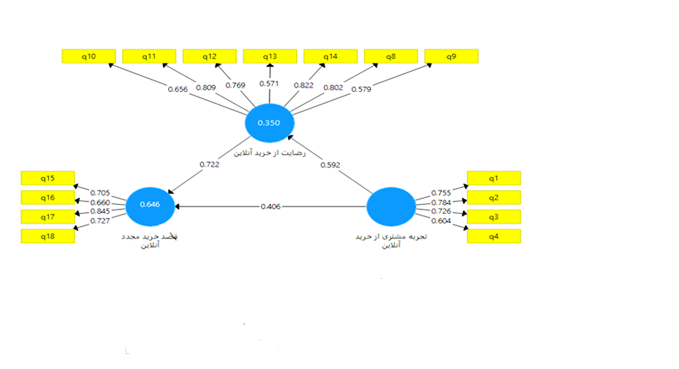 q10 q11 q12 q13 q14 q8 q9
0.656 0.809 0.769 0.571 0.822 0.802 0.579
0.350
رضایت از خرید آنلاین
0.722 0.592
q15
q16
q17
q18
0.705
0.660
0.845
0.727
0.646
قصد خرید مجدد
آنلاین
0.406
تجربه مشتری از خرید
آنلاین
0.755
0.784
0.726
0.604
q1
q2
q3
q4